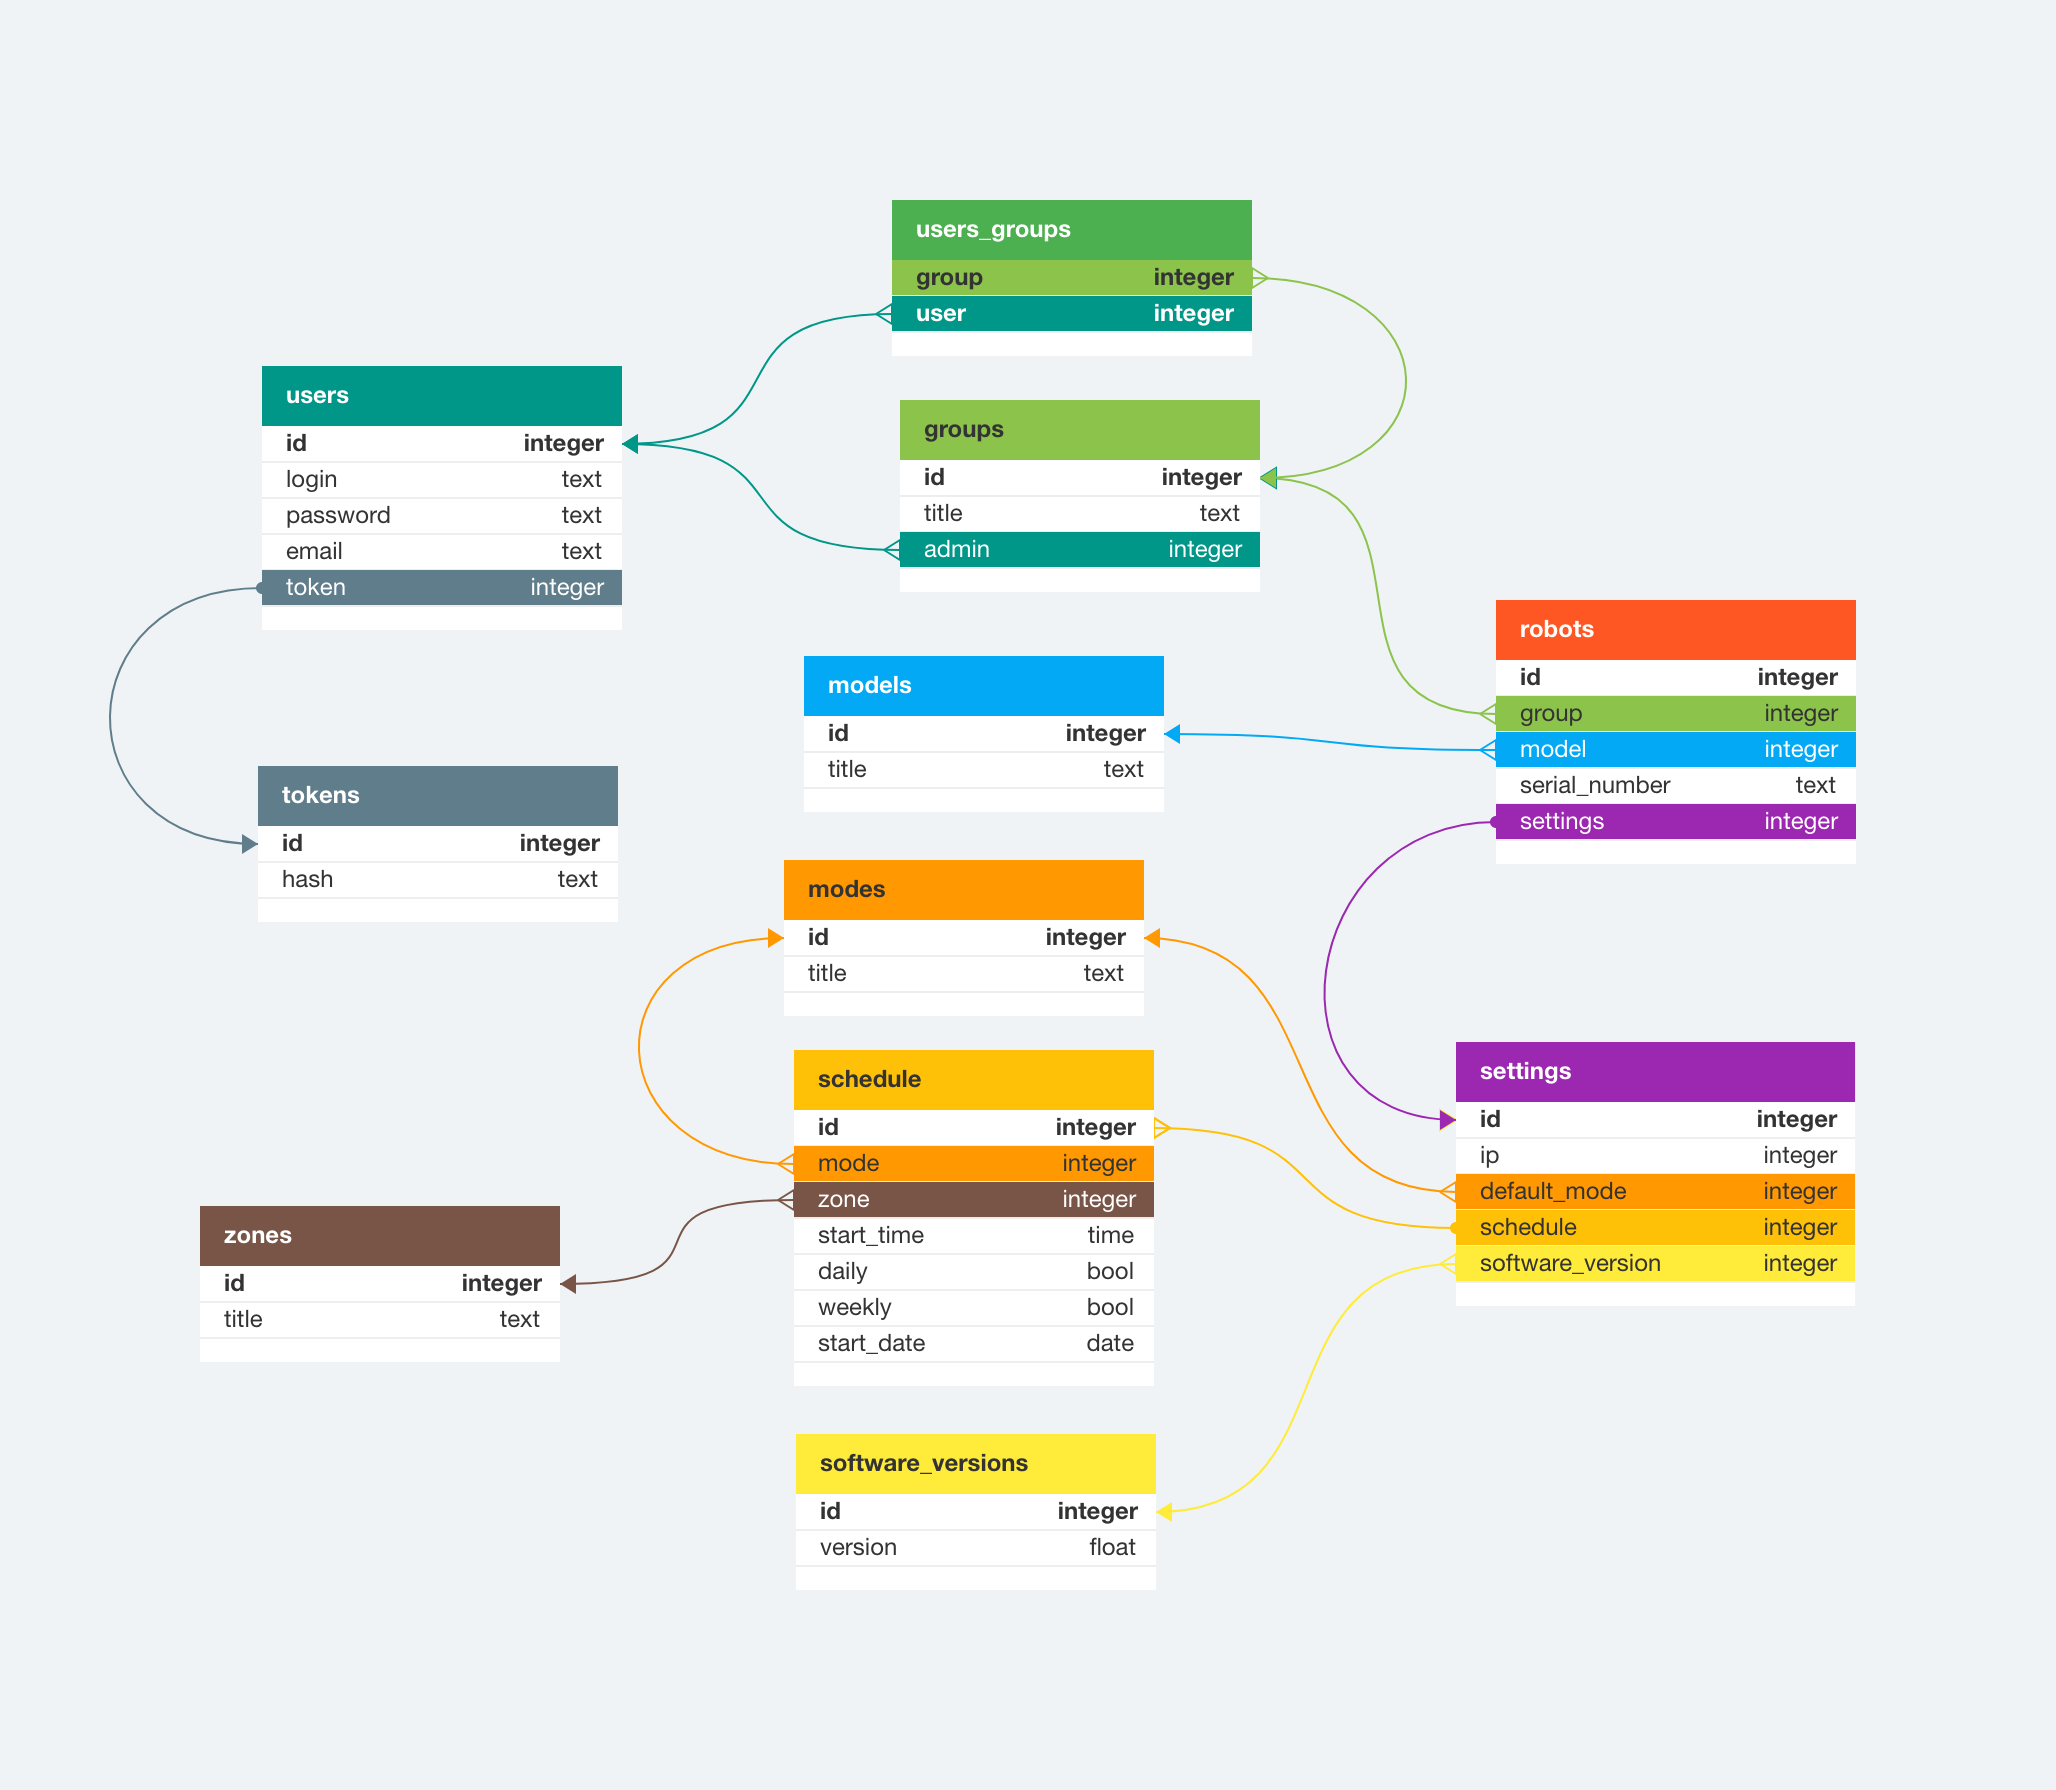 users_groups
group integer
user integer
users
id integer
login text
password text
email text
token integer
groups
id integer
title text
admin integer
robots
id integer
group integer
model integer
serial_number text
settings integer
models
id integer
title text
tokens
id integer
hash text
modes
id integer
title text
schedule
id integer
mode integer
zone integer
start_time time
daily bool
weekly bool
start_date date
settings
id integer
ip integer
default_mode integer
schedule integer
software_version integer
zones
id integer
title text
software_versions
id integer
version float